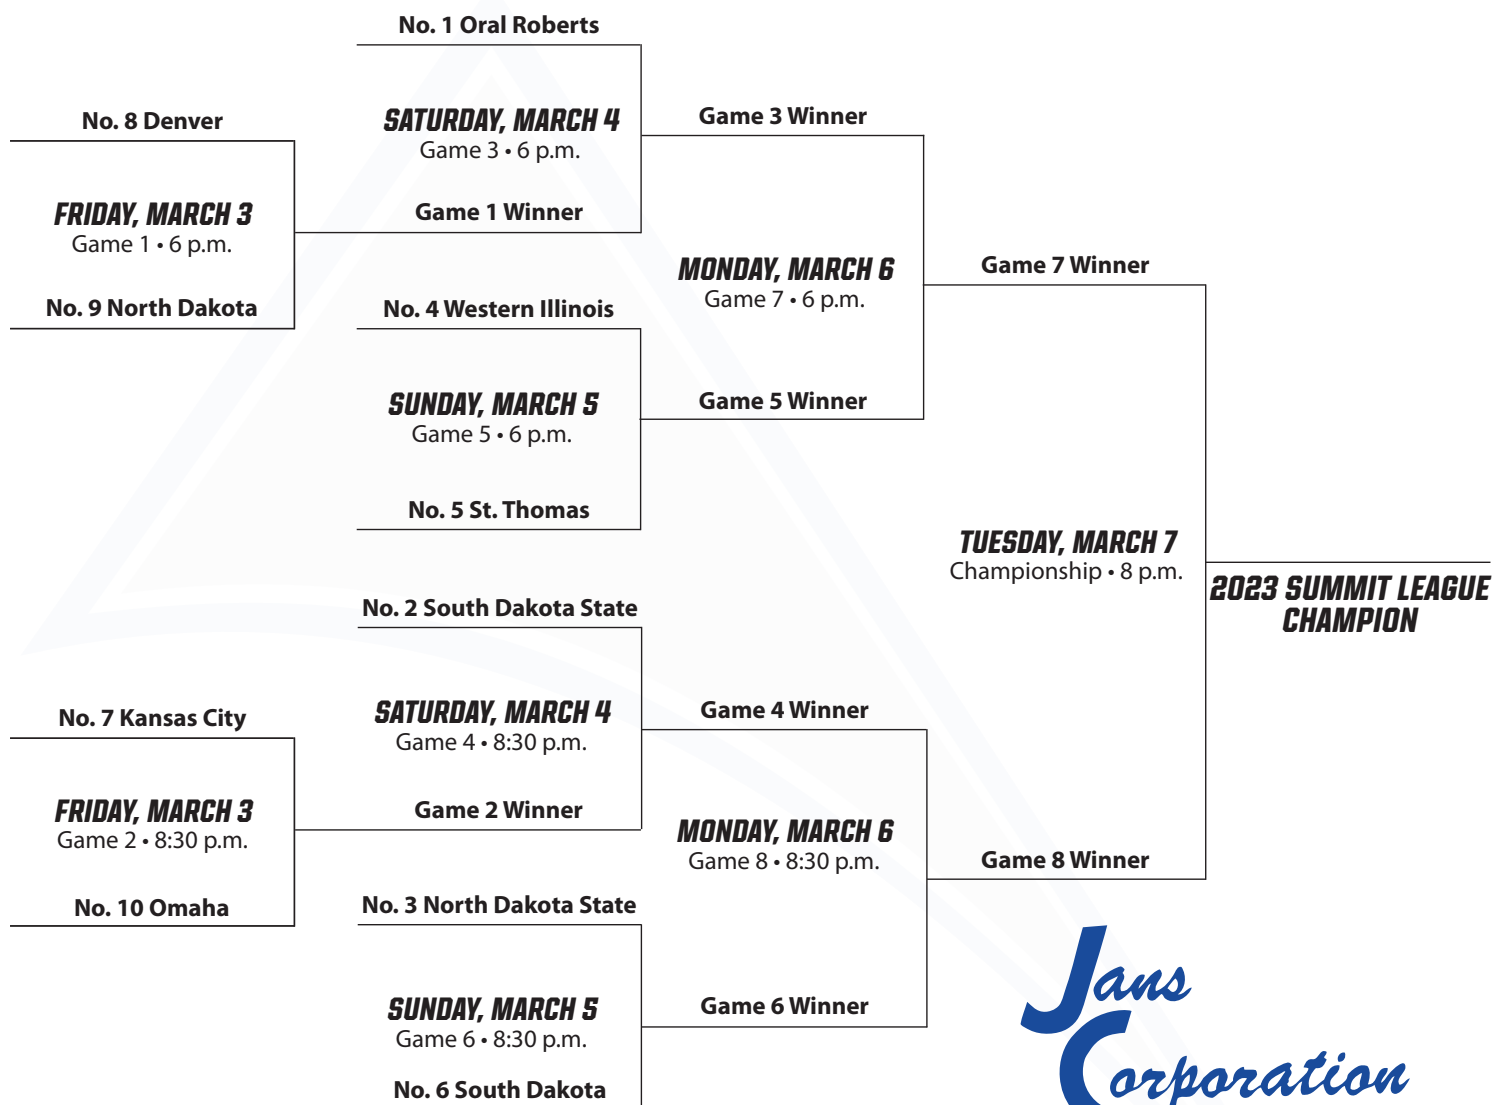 No. 1 Oral Roberts
No. 8 Denver
SATURDAY, MARCH 4
Game 3 • 6 p.m.
Game 3 Winner
FRIDAY, MARCH 3
Game 1 • 6 p.m.
Game 1 Winner
No. 9 North Dakota
No. 4 Western Illinois
MONDAY, MARCH 6
Game 7 • 6 p.m.
Game 7 Winner
SUNDAY, MARCH 5
Game 5 • 6 p.m.
Game 5 Winner
No. 5 St. Thomas
TUESDAY, MARCH 7
Championship • 8 p.m.
2023 SUMMIT LEAGUE
CHAMPION
No. 2 South Dakota State
No. 7 Kansas City
SATURDAY, MARCH 4
Game 4 • 8:30 p.m.
Game 4 Winner
FRIDAY, MARCH 3
Game 2 • 8:30 p.m.
Game 2 Winner
No. 10 Omaha
MONDAY, MARCH 6
Game 8 • 8:30 p.m.
Game 8 Winner
No. 3 North Dakota State
SUNDAY, MARCH 5
Game 6 • 8:30 p.m.
Game 6 Winner
No. 6 South Dakota
Jans
Corporation